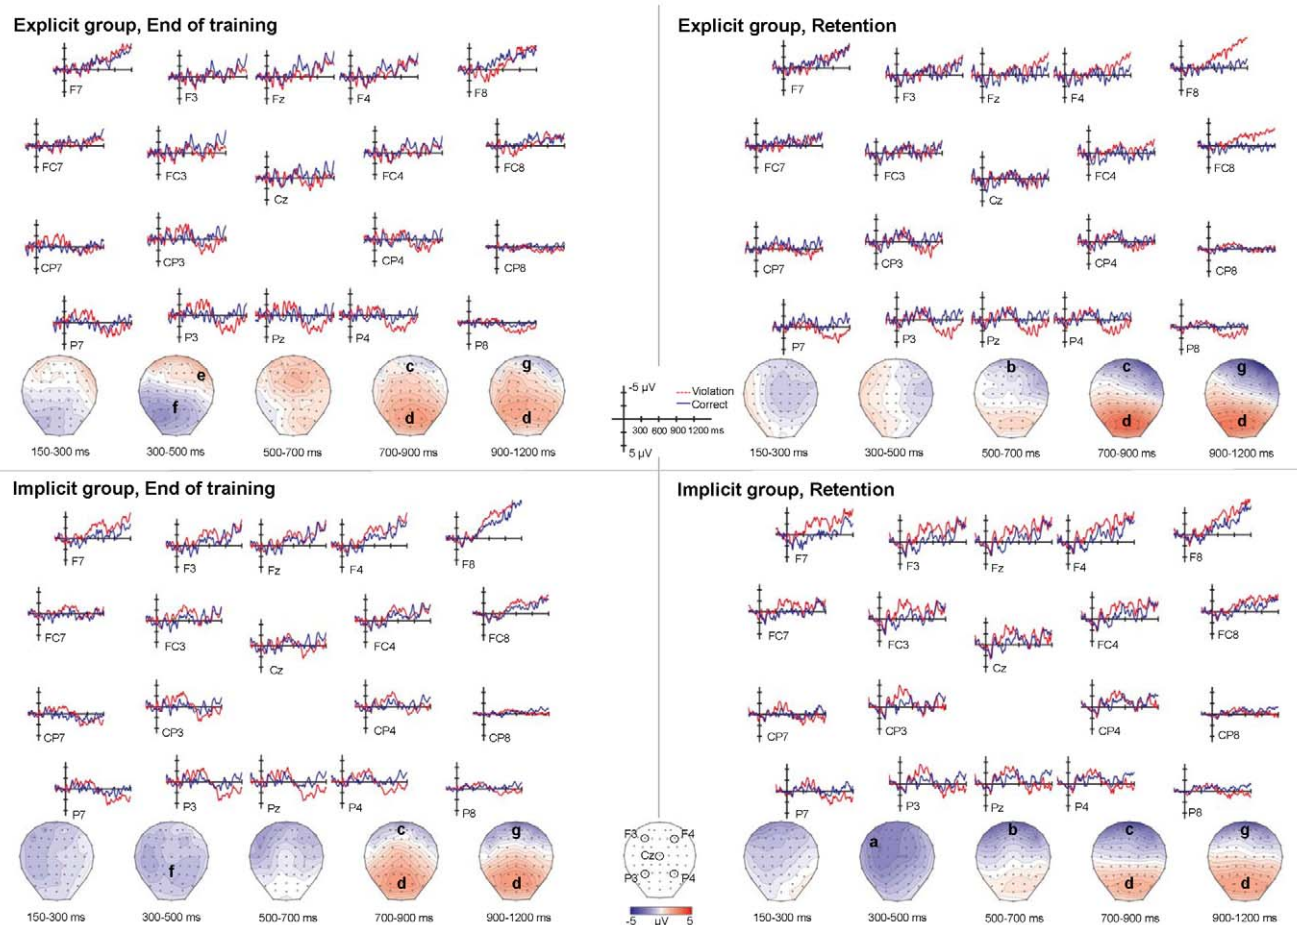 Explicit group, End of training
F7
F3
Fz
F4
F8
FC7
FC3
Cz
FC4
FC8
CP7
CP3
CP4
CP8
P7
P3
Pz
P4
P8
e
f
c
d
g
d
150-300 ms
300-500 ms
500-700 ms
700-900 ms
900-1200 ms
Explicit group, Retention
F7
F3
Fz
F4
F8
FC7
FC3
Cz
FC4
FC8
CP7
CP3
CP4
CP8
P7
P3
Pz
P4
P8
b
c
d
g
d
150-300 ms
300-500 ms
500-700 ms
700-900 ms
900-1200 ms
-5 µV
Violation
Correct
300 600 900 1200 ms
5 µV
Implicit group, End of training
F7
F3
Fz
F4
F8
FC7
FC3
Cz
FC4
FC8
CP7
CP3
CP4
CP8
P7
P3
Pz
P4
P8
f
c
d
g
d
150-300 ms
300-500 ms
500-700 ms
700-900 ms
900-1200 ms
F3 F4
Cz
P3 P4
-5 µV 5
Implicit group, Retention
F7
F3
Fz
F4
F8
FC7
FC3
Cz
FC4
FC8
CP7
CP3
CP4
CP8
P7
P3
Pz
P4
P8
a
b
c
d
g
d
150-300 ms
300-500 ms
500-700 ms
700-900 ms
900-1200 ms